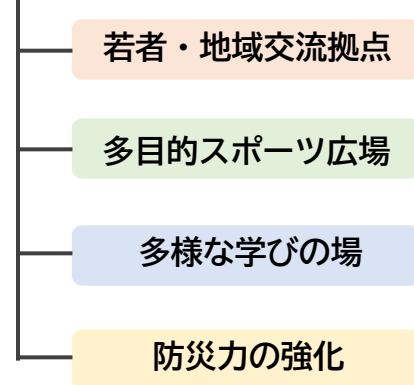 若者・地域交流拠点
多目的スポーツ広場
多様な学びの場
防災力の強化